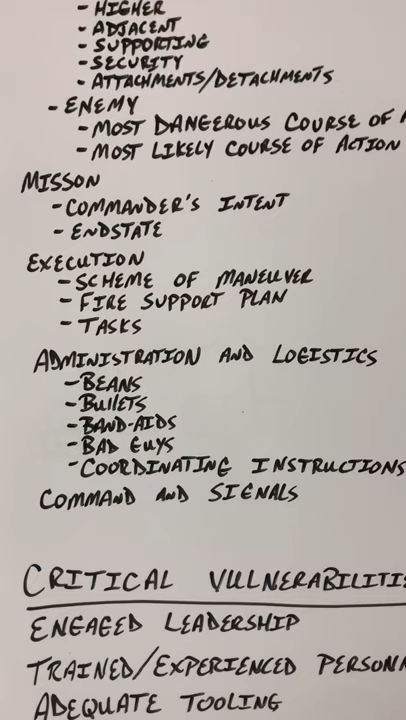 - HIGHER
- ADJACENT
- SUPPORTING
- SECURITY
- ATTACHMENTS/DETACHMENTS
- ENEMY
- MOST DANGEROUS COURSE OF
- MOST LIKELY COURSE OF ACTION
MISSON
- COMMANDER'S INTENT
- ENDSTATE
EXECUTION
- SCHEME OF MANEUVER
- FIRE SUPPORT PLAN
- TASKS
ADMINISTRATION AND LOGISTICS
- BEANS
- BULLETS
- BAND-AIDS
- BAD GUYS
- COORDINATING INSTRUCTIONS
COMMAND AND SIGNALS
CRITICAL VULNERABILITIE
ENGAGED LEADERSHIP
TRAINED/EXPERIENCED PERSON
ADEQUATE TOOLING